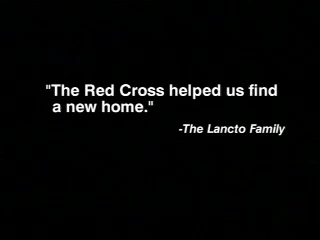 "The Red Cross helped us find
a new home."
-The Lancto Family